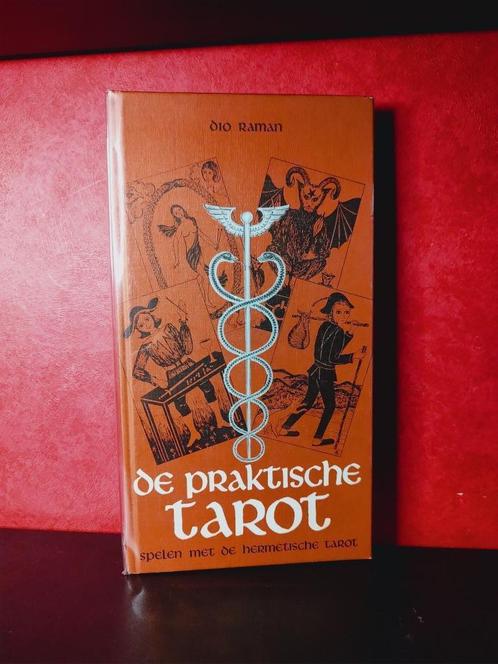 dio raman
de praktische
tarot
spelen met de hermetische tarot